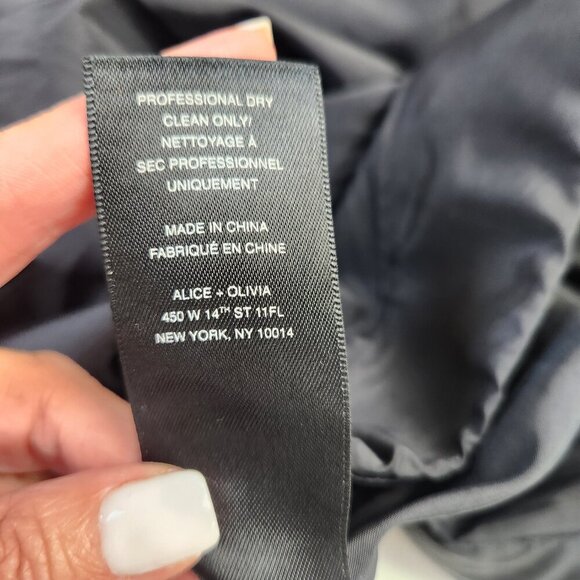 PROFESSIONAL DRY
CLEAN ONLY/
NETTOYAGE À
SEC PROFESSIONNEL
UNIQUEMENT
MADE IN CHINA
FABRIQUÉ EN CHINE
ALICE + OLIVIA
450 W 14TH ST 11FL
NEW YORK, NY 10014